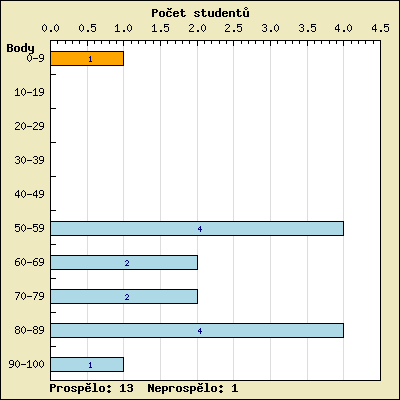 Počet studentů
0.0 0.5 1.0 1.5 2.0 2.5 3.0 3.5 4.0 4.5
Body
0-9 1
10-19
20-29
30-39
40-49
50-59 4
60-69 2
70-79 2
80-89 4
90-100 1
Prospělo: 13 Neprospělo: 1